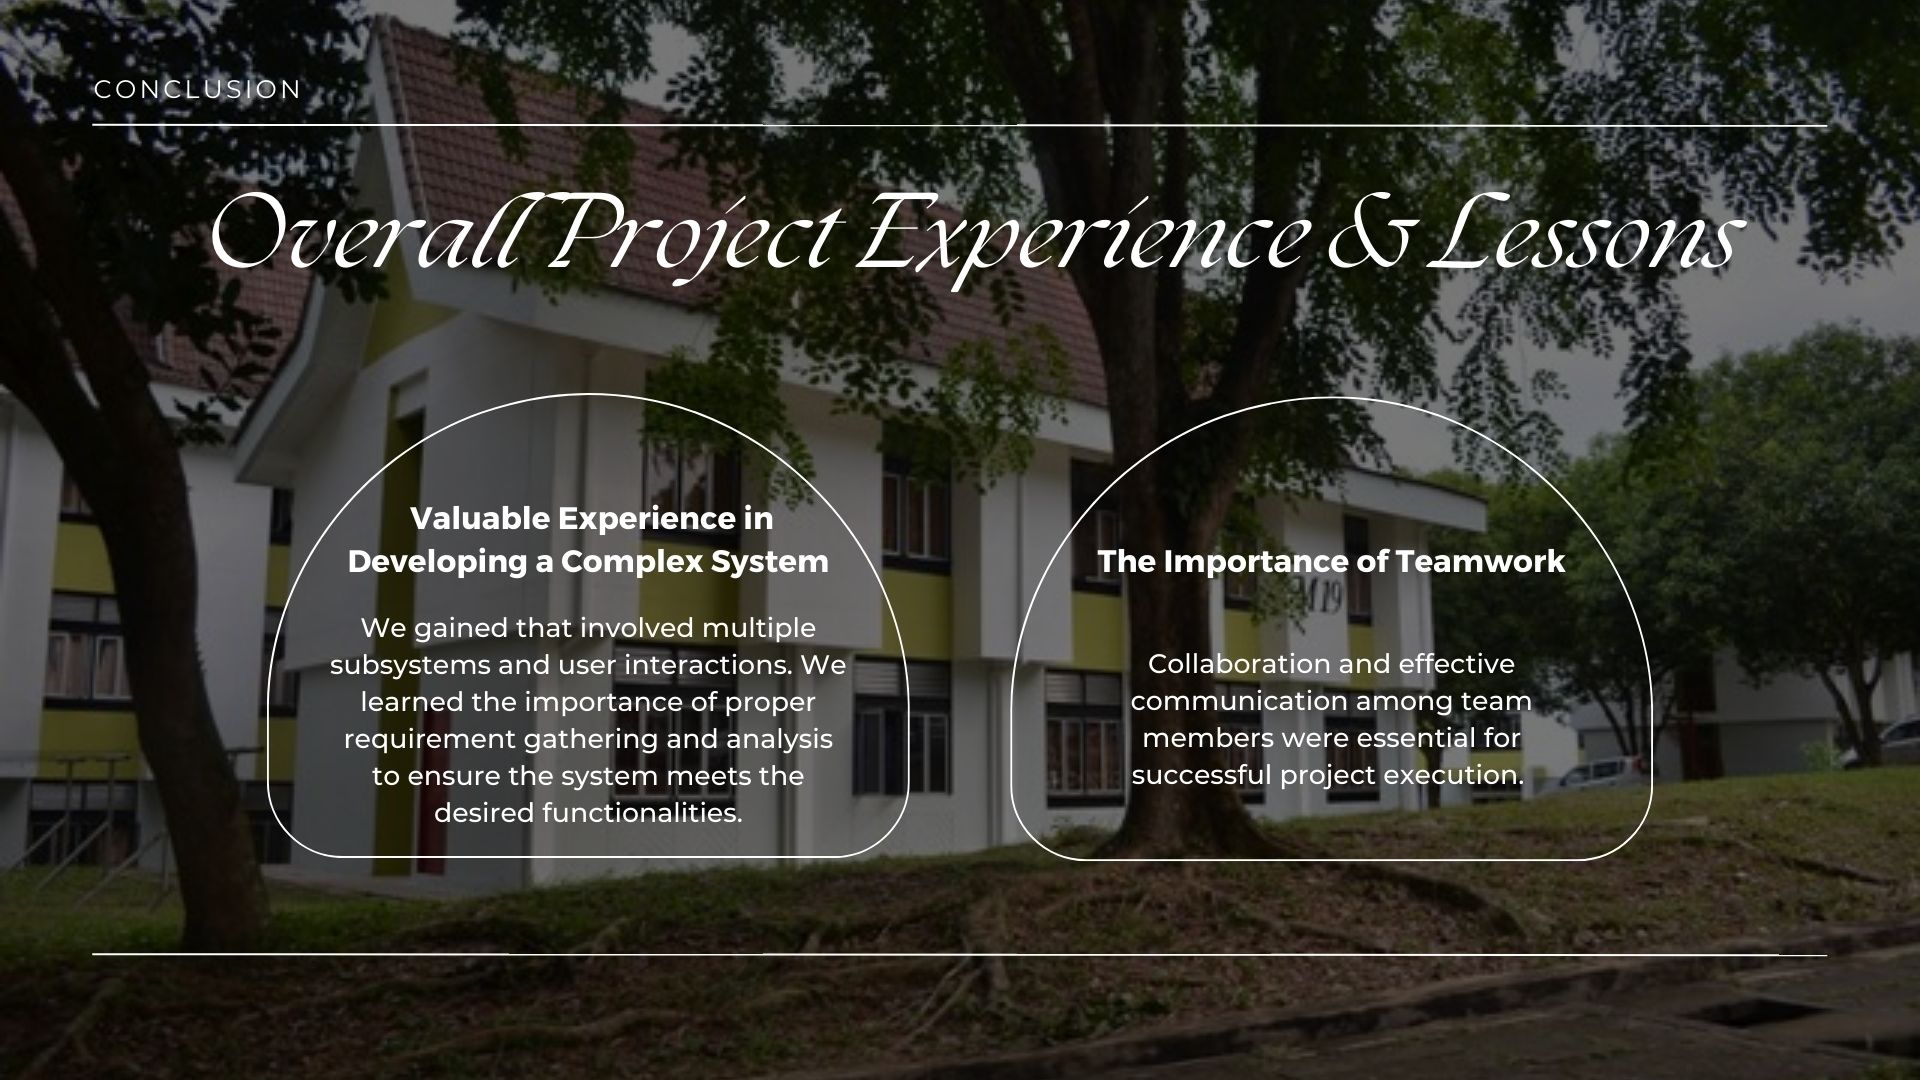 CONCLUSION
Overall Project Experience & Lessons
Valuable Experience in
Developing a Complex System
We gained that involved multiple
subsystems and user interactions. We
learned the importance of proper
requirement gathering and analysis
to ensure the system meets the
desired functionalities.
The Importance of Teamwork
M19
Collaboration and effective
communication among team
members were essential for
successful project execution.